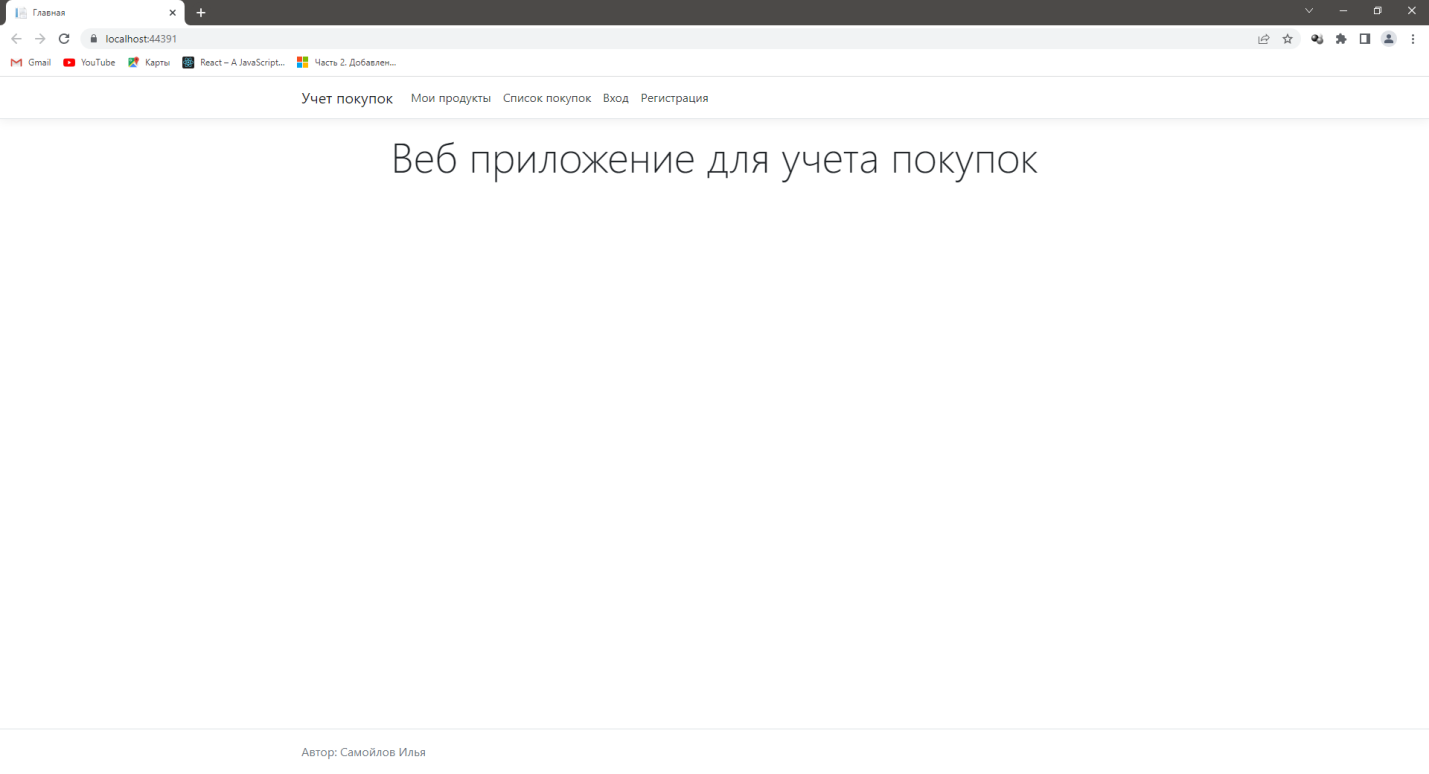 Главная
localhost:44391
Gmail YouTube Карты React – A JavaScript... Часть 2. Добавлен...
Учет покупок Мои продукты Список покупок Вход Регистрация
Веб приложение для учета покупок
Автор: Самойлов Илья